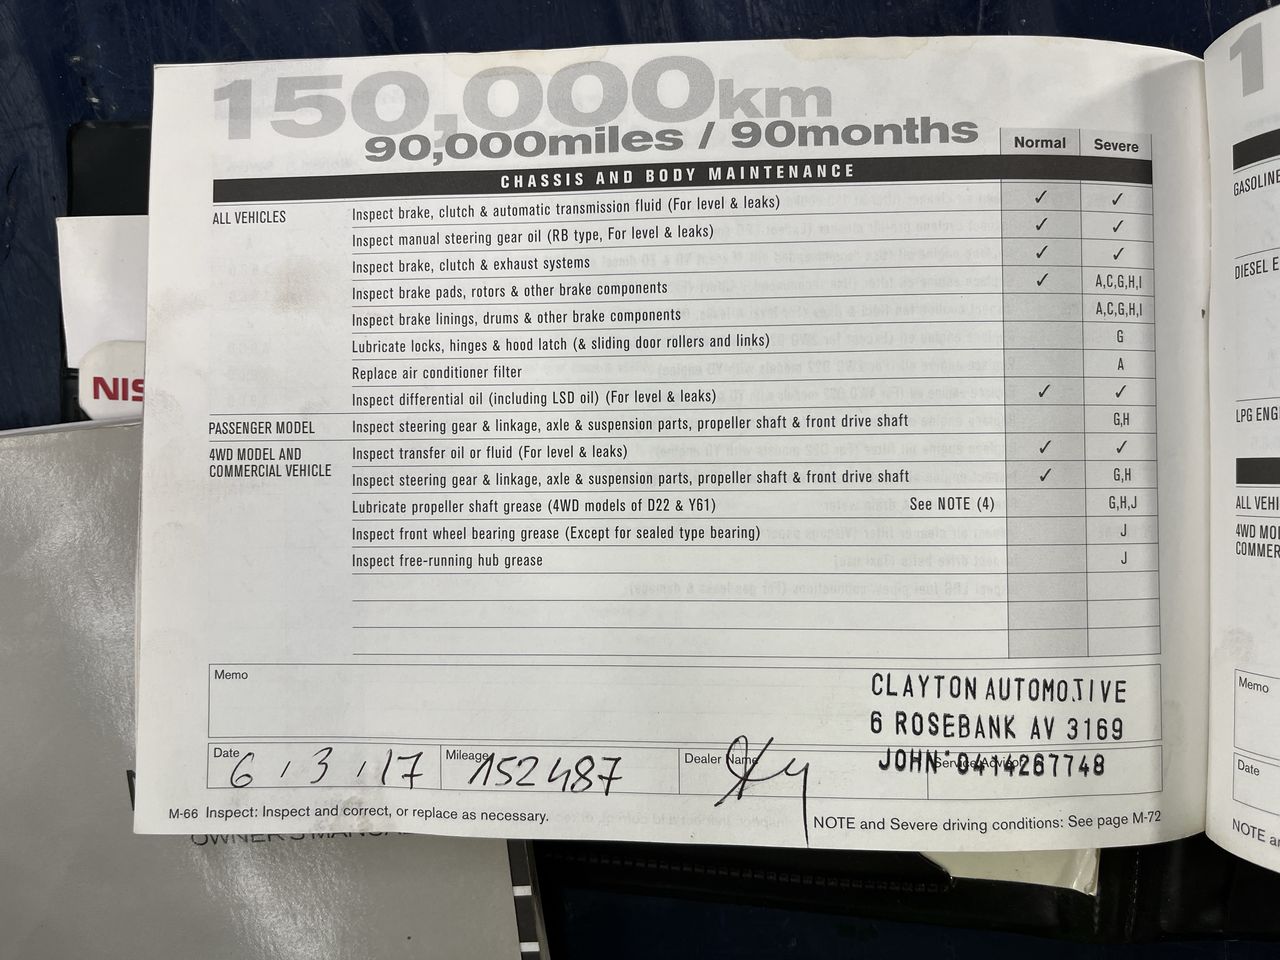 150,000km
90,000miles / 90months
Normal Severe
CHASSIS AND BODY MAINTENANCE
ALL VEHICLES Inspect brake, clutch & automatic transmission fluid (For level & leaks) ✓ ✓
Inspect manual steering gear oil (RB type, For level & leaks) ✓ ✓
Inspect brake, clutch & exhaust systems ✓ ✓
Inspect brake pads, rotors & other brake components ✓ A,C,G,H,I
Inspect brake linings, drums & other brake components A,C,G,H,I
Lubricate locks, hinges & hood latch (& sliding door rollers and links) G
Replace air conditioner filter A
Inspect differential oil (including LSD oil) (For level & leaks) ✓ ✓
PASSENGER MODEL Inspect steering gear & linkage, axle & suspension parts, propeller shaft & front drive shaft G,H
4WD MODEL AND Inspect transfer oil or fluid (For level & leaks) ✓ ✓
COMMERCIAL VEHICLE Inspect steering gear & linkage, axle & suspension parts, propeller shaft & front drive shaft ✓ G,H
Lubricate propeller shaft grease (4WD models of D22 & Y61) See NOTE (4) G,H,J
Inspect front wheel bearing grease (Except for sealed type bearing) J
Inspect free-running hub grease J
Memo
CLAYTON AUTOMOTIVE
6 ROSEBANK AV 3169
JOHN 0414267748
Date 6 / 3 / 17 Mileage 152487 Dealer Name Service Advisor
M-66 Inspect: Inspect and correct, or replace as necessary.
NOTE and Severe driving conditions: See page M-72
NIS
OWNER'S MANUAL
1
GASOLINE
DIESEL E
LPG ENG
ALL VEHI
4WD MO
COMMER
Memo
Date
NOTE a